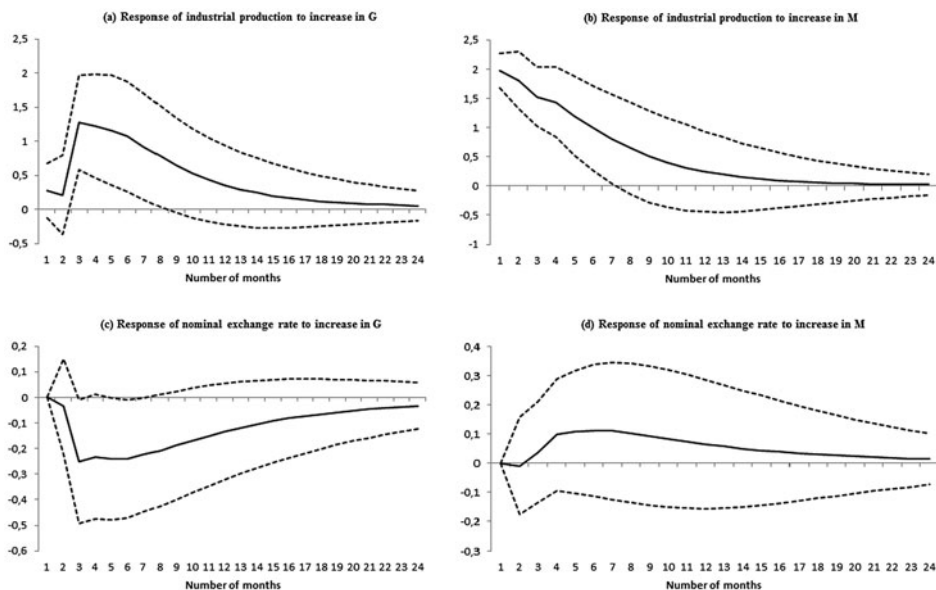 (a) Response of industrial production to increase in G
2,5
2
1,5
1
0,5
0
-0,5
1 2 3 4 5 6 7 8 9 10 11 12 13 14 15 16 17 18 19 20 21 22 23 24
Number of months
(b) Response of industrial production to increase in M
2,5
2
1,5
1
0,5
0
-0,5
-1
1 2 3 4 5 6 7 8 9 10 11 12 13 14 15 16 17 18 19 20 21 22 23 24
Number of months
(c) Response of nominal exchange rate to increase in G
0,2
0,1
0
-0,1
-0,2
-0,3
-0,4
-0,5
-0,6
1 2 3 4 5 6 7 8 9 10 11 12 13 14 15 16 17 18 19 20 21 22 23 24
Number of months
(d) Response of nominal exchange rate to increase in M
0,4
0,3
0,2
0,1
0
-0,1
-0,2
-0,3
1 2 3 4 5 6 7 8 9 10 11 12 13 14 15 16 17 18 19 20 21 22 23 24
Number of months